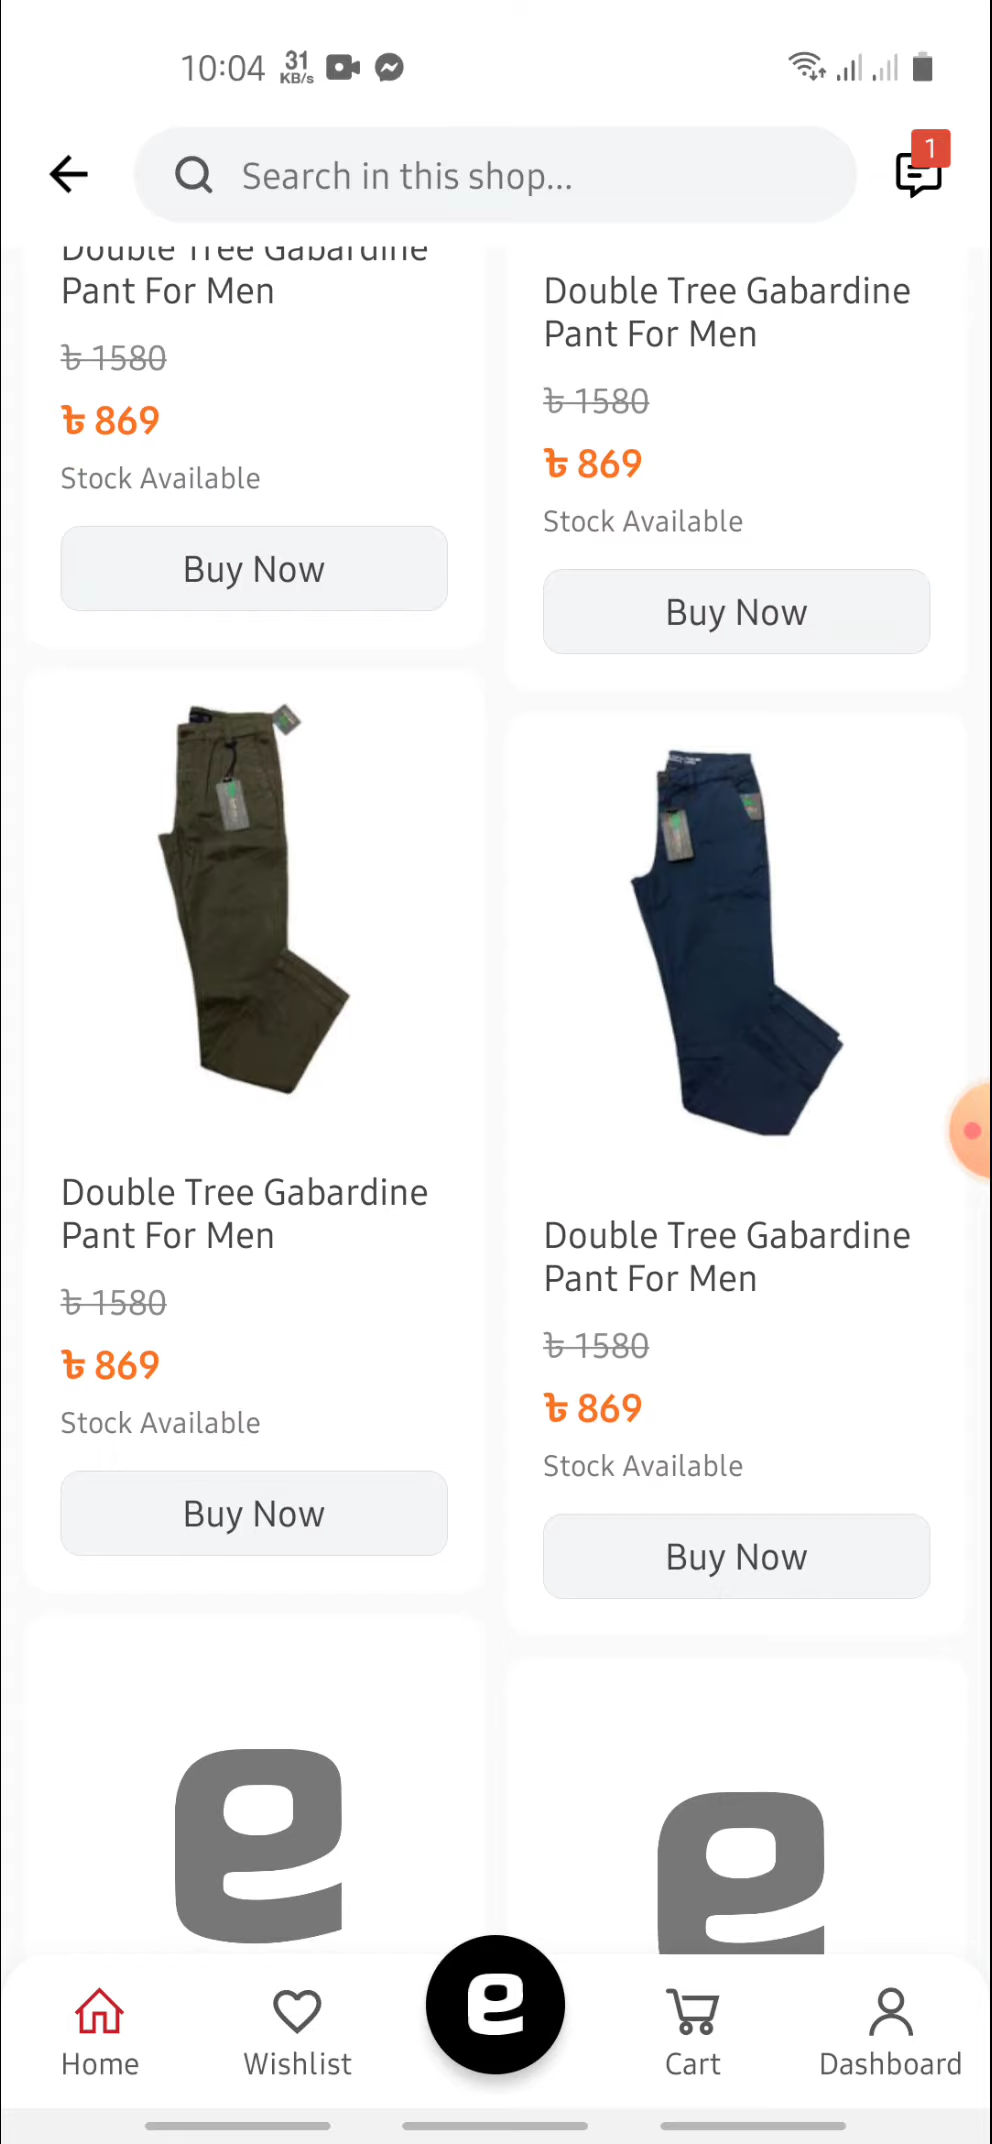 10:04 31 KB/s
Search in this shop...
1
Double Tree Gabardine
Pant For Men
৳ 1580
৳ 869
Stock Available
Buy Now
Double Tree Gabardine
Pant For Men
৳ 1580
৳ 869
Stock Available
Buy Now
Double Tree Gabardine
Pant For Men
৳ 1580
৳ 869
Stock Available
Buy Now
Double Tree Gabardine
Pant For Men
৳ 1580
৳ 869
Stock Available
Buy Now
e
e
e
Home Wishlist Cart Dashboard